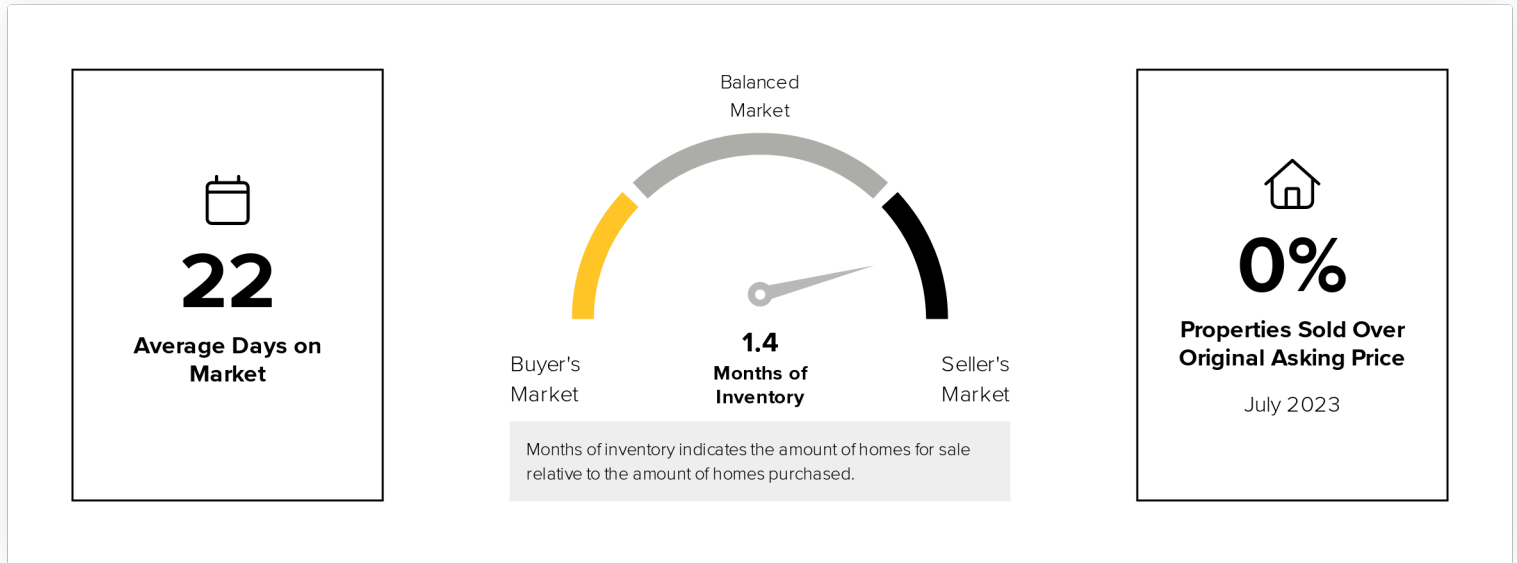 22
Average Days on
Market
Balanced
Market
1.4
Months of
Inventory
Buyer's
Market
Seller's
Market
Months of inventory indicates the amount of homes for sale
relative to the amount of homes purchased.
0%
Properties Sold Over
Original Asking Price
July 2023